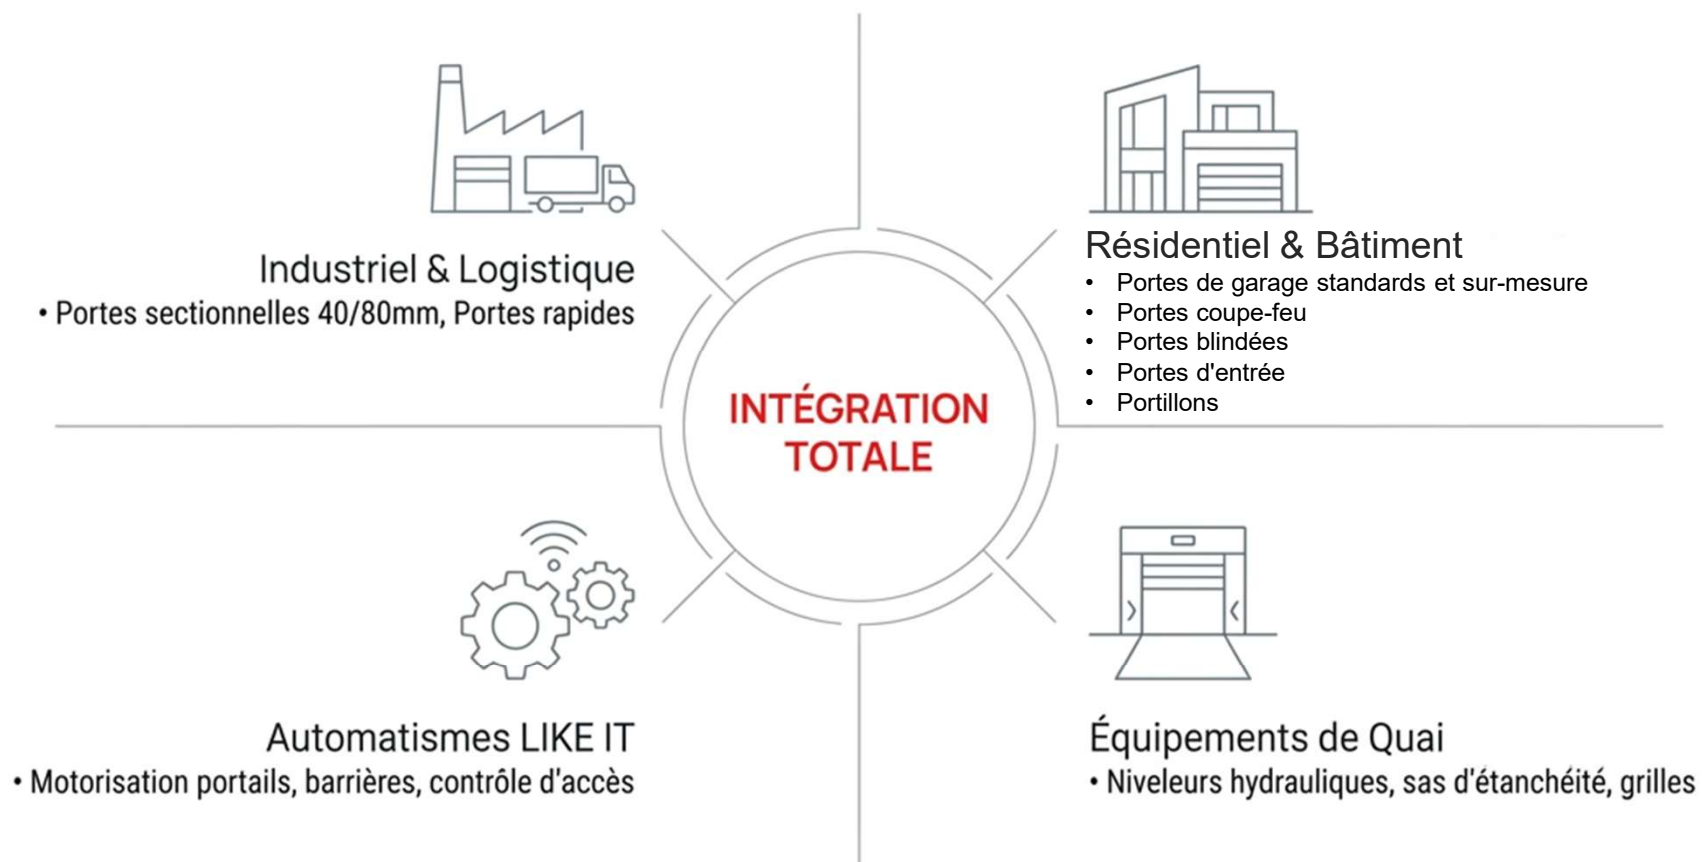 Industriel & Logistique
• Portes sectionnelles 40/80mm, Portes rapides
Résidentiel & Bâtiment
• Portes de garage standards et sur-mesure
• Portes coupe-feu
• Portes blindées
• Portes d'entrée
• Portillons
INTÉGRATION
TOTALE
Automatismes LIKE IT
• Motorisation portails, barrières, contrôle d'accès
Équipements de Quai
• Niveleurs hydrauliques, sas d'étanchéité, grilles